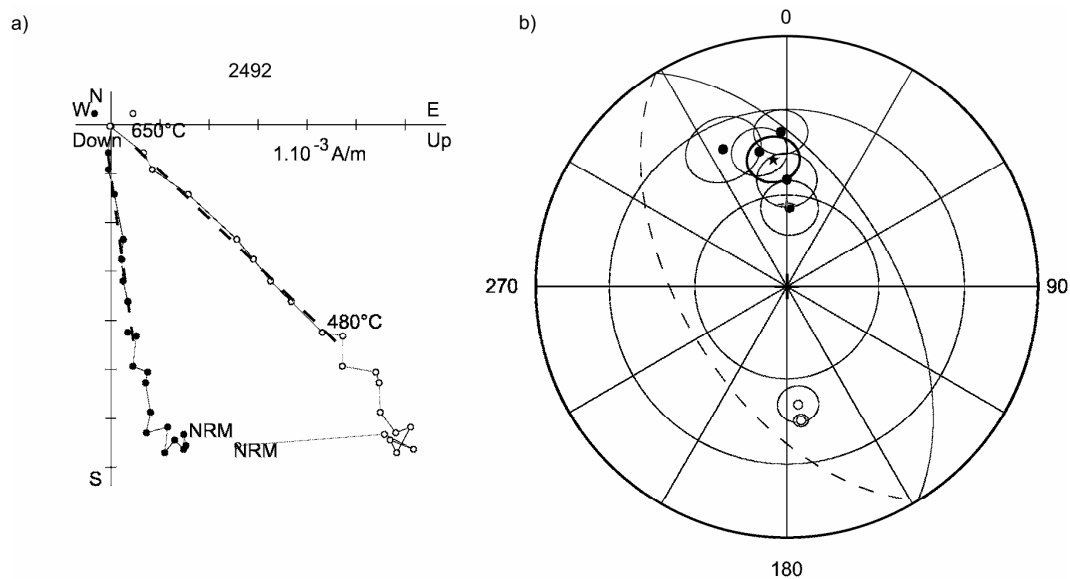 a)
2492
N
W
E
650°C
Down
1.10⁻³ A/m
Up
480°C
NRM
NRM
S
b)
0
270
90
180